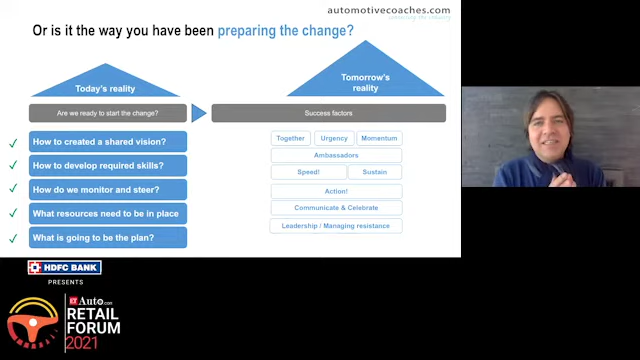 automotivecoaches.com
connecting the industry
Or is it the way you have been preparing the change?
Today's reality
Tomorrow's
reality
Are we ready to start the change?
Success factors
How to created a shared vision?
How to develop required skills?
How do we monitor and steer?
What resources need to be in place
What is going to be the plan?
Together
Urgency
Momentum
Ambassadors
Speed!
Sustain
Action!
Communicate & Celebrate
Leadership / Managing resistance
HDFC BANK
PRESENTS
ET Auto.com
RETAIL
FORUM
2021